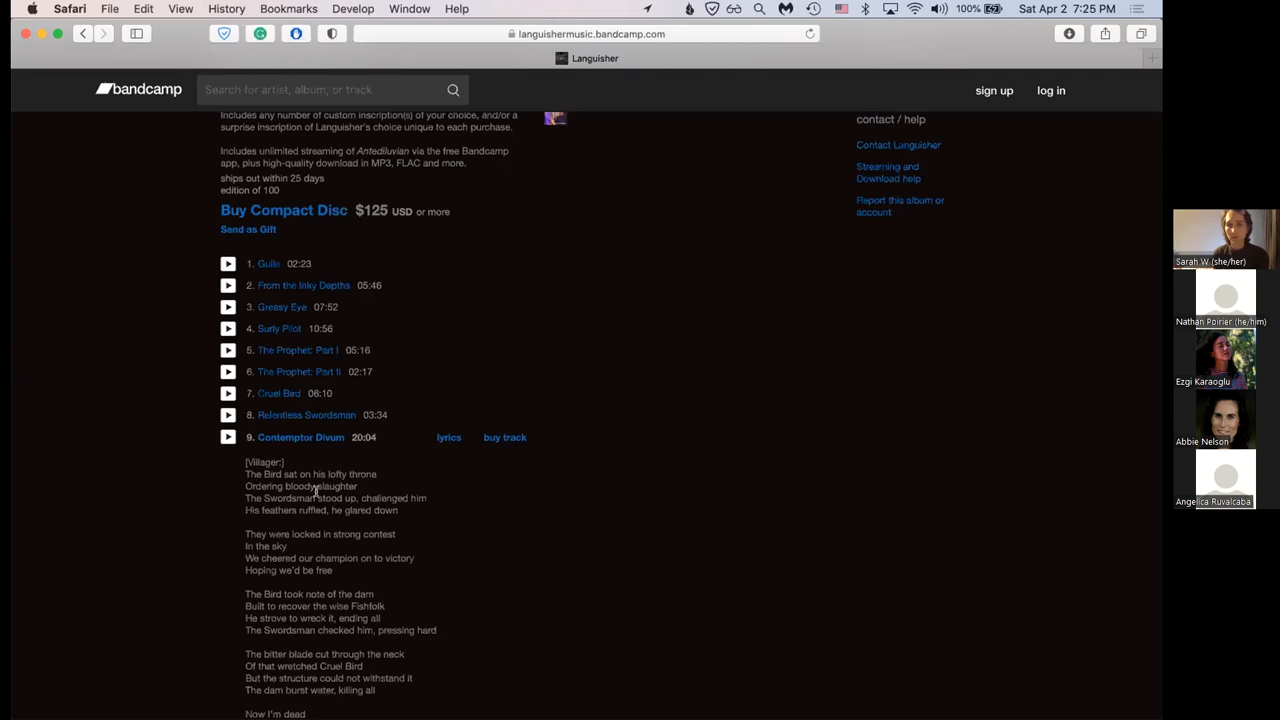 Safari File Edit View History Bookmarks Develop Window Help 100% Sat Apr 2 7:25 PM
languishermusic.bandcamp.com
Languisher
bandcamp Search for artist, album, or track sign up log in
Includes any number of custom inscription(s) of your choice, and/or a
surprise inscription of Languisher's choice unique to each purchase.
Includes unlimited streaming of Antediluvian via the free Bandcamp
app, plus high-quality download in MP3, FLAC and more.
ships out within 25 days
edition of 100
Buy Compact Disc $125 USD or more
Send as Gift
1. Guile 02:23
2. From the Inky Depths 05:46
3. Greasy Eye 07:52
4. Surly Pilot 10:56
5. The Prophet: Part I 05:16
6. The Prophet: Part II 02:17
7. Cruel Bird 06:10
8. Relentless Swordsman 03:34
9. Contemptor Divum 20:04 lyrics buy track
[Villager:]
The Bird sat on his lofty throne
Ordering bloody slaughter
The Swordsman stood up, challenged him
His feathers ruffled, he glared down
They were locked in strong contest
In the sky
We cheered our champion on to victory
Hoping we'd be free
The Bird took note of the dam
Built to recover the wise Fishfolk
He strove to wreck it, ending all
The Swordsman checked him, pressing hard
The bitter blade cut through the neck
Of that wretched Cruel Bird
But the structure could not withstand it
The dam burst water, killing all
Now I'm dead
contact / help
Contact Languisher
Streaming and
Download help
Report this album or
account
Sarah W (she/her)
Nathan Poirier (he/him)
Ezgi Karaoglu
Abbie Nelson
Angelica Ruvalcaba